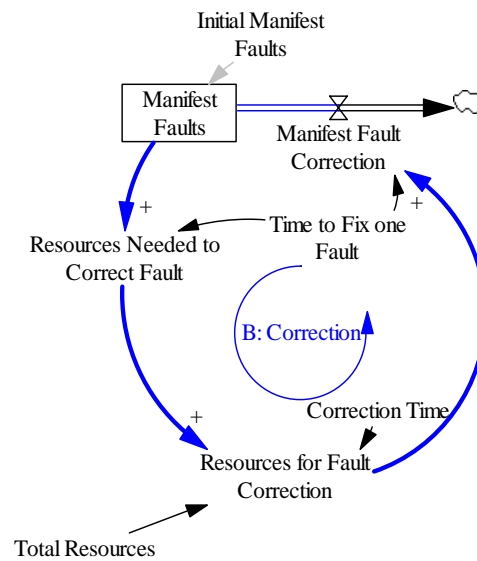 Initial Manifest
Faults
Manifest
Faults
Manifest Fault
Correction
+
+
Resources Needed to
Correct Fault
Time to Fix one
Fault
B: Correction
+
Correction Time
Resources for Fault
Correction
Total Resources